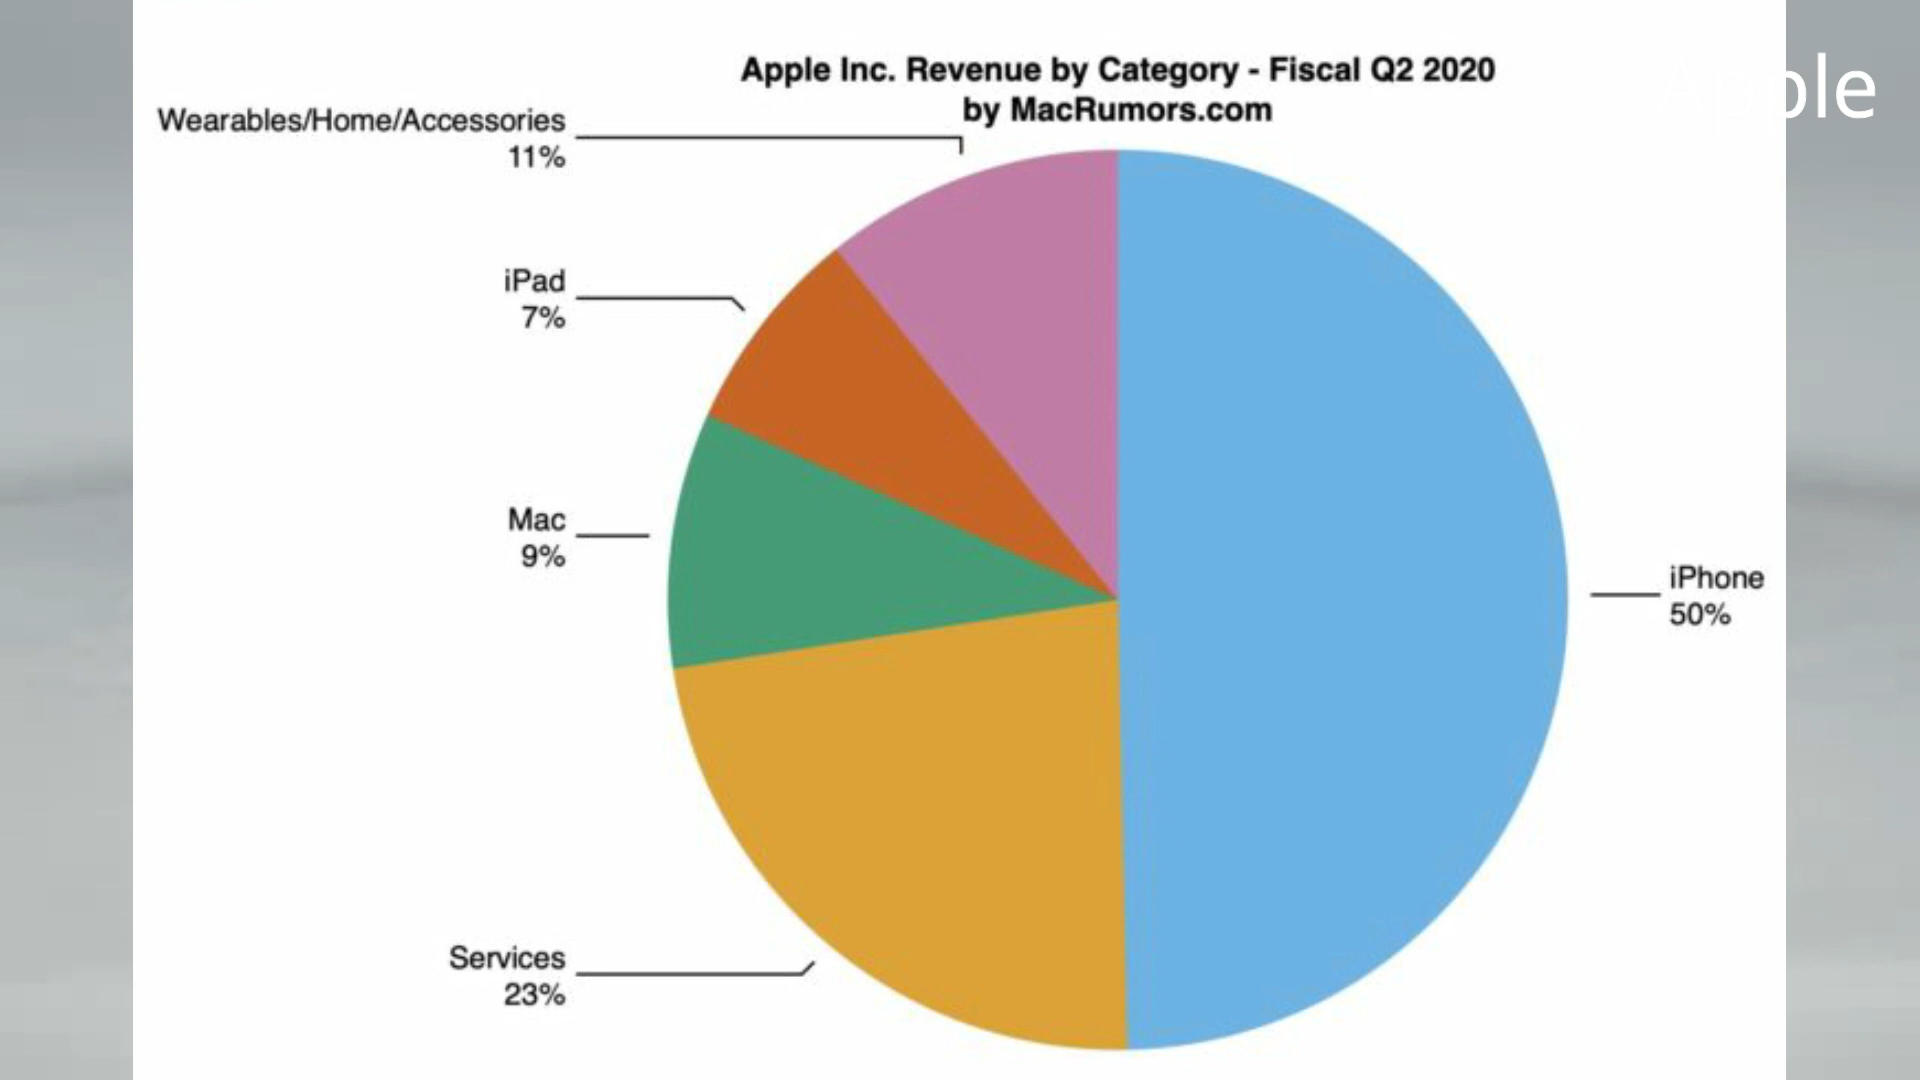 Apple Inc. Revenue by Category - Fiscal Q2 2020
by MacRumors.com
Apple
Wearables/Home/Accessories
11%
iPad
7%
Mac
9%
iPhone
50%
Services
23%